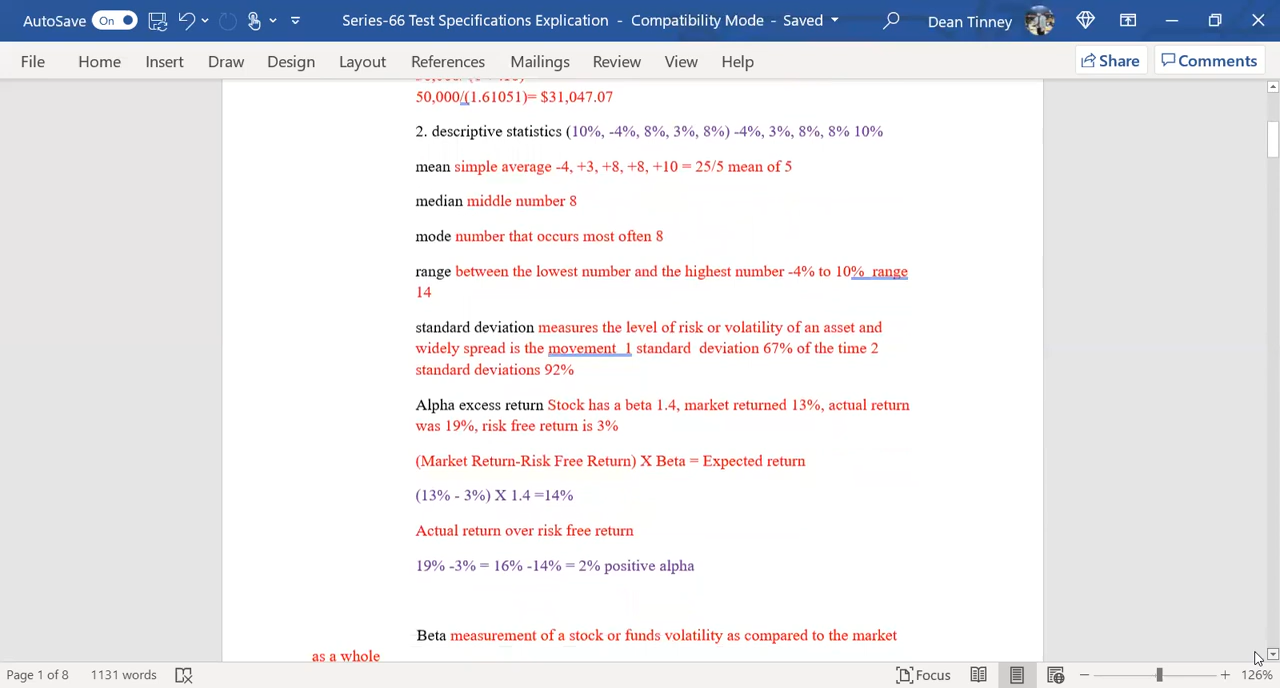 AutoSave On Series-66 Test Specifications Explication - Compatibility Mode - Saved Dean Tinney
File Home Insert Draw Design Layout References Mailings Review View Help Share Comments
50,000/(1.61051)= $31,047.07
2. descriptive statistics (10%, -4%, 8%, 3%, 8%) -4%, 3%, 8%, 8% 10%
mean simple average -4, +3, +8, +8, +10 = 25/5 mean of 5
median middle number 8
mode number that occurs most often 8
range between the lowest number and the highest number -4% to 10% range
14
standard deviation measures the level of risk or volatility of an asset and
widely spread is the movement 1 standard deviation 67% of the time 2
standard deviations 92%
Alpha excess return Stock has a beta 1.4, market returned 13%, actual return
was 19%, risk free return is 3%
(Market Return-Risk Free Return) X Beta = Expected return
(13% - 3%) X 1.4 =14%
Actual return over risk free return
19% -3% = 16% -14% = 2% positive alpha
Beta measurement of a stock or funds volatility as compared to the market
as a whole
Page 1 of 8 1131 words Focus 126%